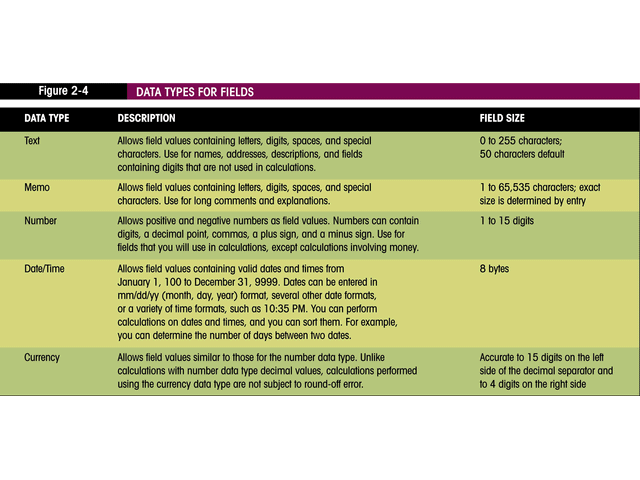 Figure 2-4 DATA TYPES FOR FIELDS
DATA TYPE DESCRIPTION FIELD SIZE
Text Allows field values containing letters, digits, spaces, and special 0 to 255 characters;
characters. Use for names, addresses, descriptions, and fields 50 characters default
containing digits that are not used in calculations.
Memo Allows field values containing letters, digits, spaces, and special 1 to 65,535 characters; exact
characters. Use for long comments and explanations. size is determined by entry
Number Allows positive and negative numbers as field values. Numbers can contain 1 to 15 digits
digits, a decimal point, commas, a plus sign, and a minus sign. Use for
fields that you will use in calculations, except calculations involving money.
Date/Time Allows field values containing valid dates and times from 8 bytes
January 1, 100 to December 31, 9999. Dates can be entered in
mm/dd/yy (month, day, year) format, several other date formats,
or a variety of time formats, such as 10:35 PM. You can perform
calculations on dates and times, and you can sort them. For example,
you can determine the number of days between two dates.
Currency Allows field values similar to those for the number data type. Unlike Accurate to 15 digits on the left
calculations with number data type decimal values, calculations performed side of the decimal separator and
using the currency data type are not subject to round-off error. to 4 digits on the right side